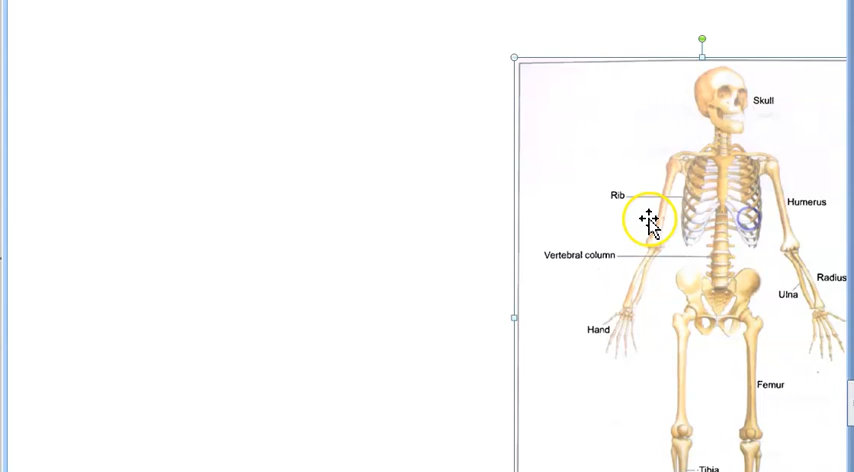 Skull
Rib
Humerus
Vertebral column
Radius
Ulna
Hand
Femur
Tibia